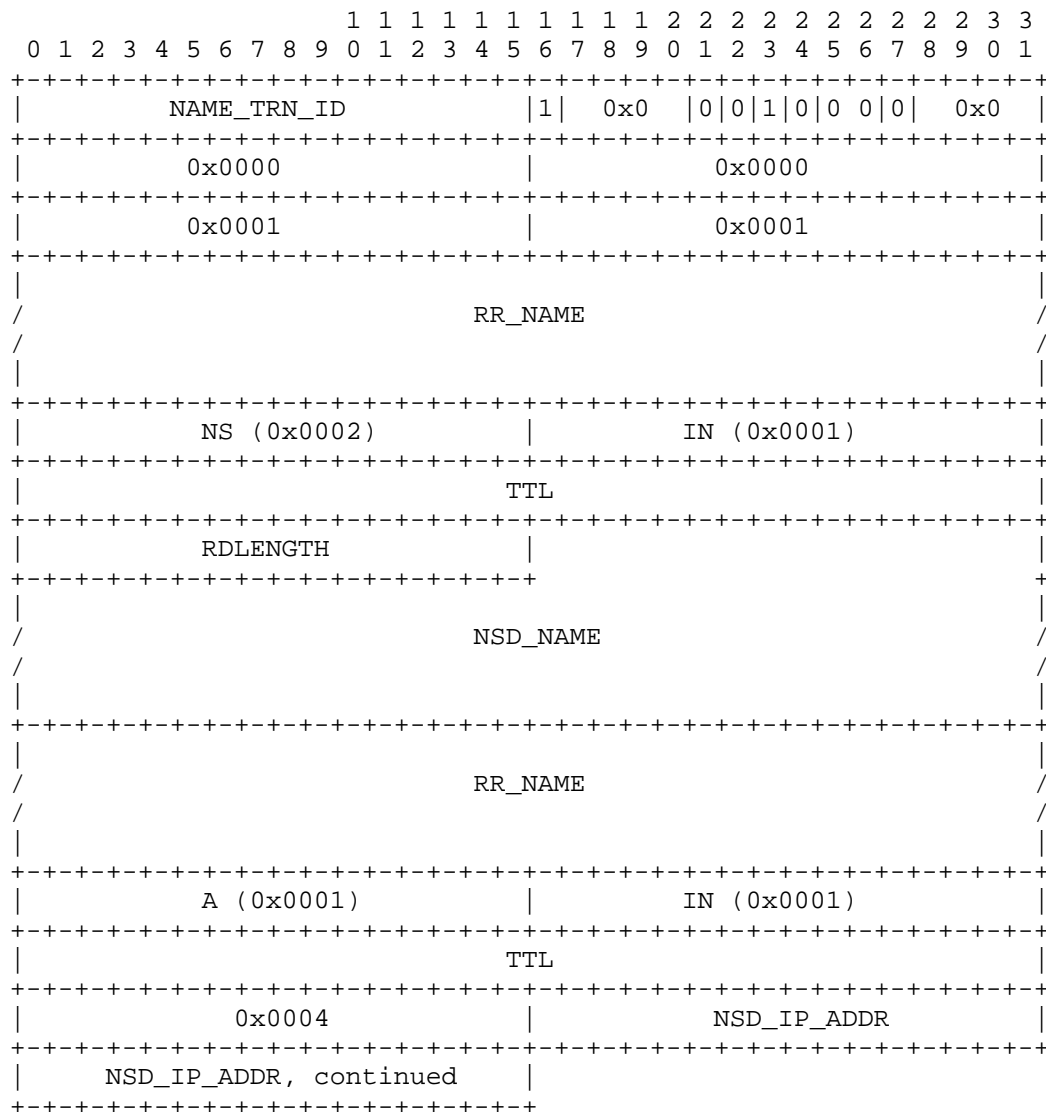 1 1 1 1 1 1 1 1 1 1 2 2 2 2 2 2 2 2 2 2 3 3
0 1 2 3 4 5 6 7 8 9 0 1 2 3 4 5 6 7 8 9 0 1 2 3 4 5 6 7 8 9 0 1
+-+-+-+-+-+-+-+-+-+-+-+-+-+-+-+-+-+-+-+-+-+-+-+-+-+-+-+-+-+-+-+-+
| NAME_TRN_ID |1| 0x0 |0|0|1|0|0 0|0| 0x0 |
+-+-+-+-+-+-+-+-+-+-+-+-+-+-+-+-+-+-+-+-+-+-+-+-+-+-+-+-+-+-+-+-+
| 0x0000 | 0x0000 |
+-+-+-+-+-+-+-+-+-+-+-+-+-+-+-+-+-+-+-+-+-+-+-+-+-+-+-+-+-+-+-+-+
| 0x0001 | 0x0001 |
+-+-+-+-+-+-+-+-+-+-+-+-+-+-+-+-+-+-+-+-+-+-+-+-+-+-+-+-+-+-+-+-+
| |
/ RR_NAME /
/ /
| |
+-+-+-+-+-+-+-+-+-+-+-+-+-+-+-+-+-+-+-+-+-+-+-+-+-+-+-+-+-+-+-+-+
| NS (0x0002) | IN (0x0001) |
+-+-+-+-+-+-+-+-+-+-+-+-+-+-+-+-+-+-+-+-+-+-+-+-+-+-+-+-+-+-+-+-+
| TTL |
+-+-+-+-+-+-+-+-+-+-+-+-+-+-+-+-+-+-+-+-+-+-+-+-+-+-+-+-+-+-+-+-+
| RDLENGTH | |
+-+-+-+-+-+-+-+-+-+-+-+-+-+-+-+-+ +
| |
/ NSD_NAME /
/ /
| |
+-+-+-+-+-+-+-+-+-+-+-+-+-+-+-+-+-+-+-+-+-+-+-+-+-+-+-+-+-+-+-+-+
| |
/ RR_NAME /
/ /
| |
+-+-+-+-+-+-+-+-+-+-+-+-+-+-+-+-+-+-+-+-+-+-+-+-+-+-+-+-+-+-+-+-+
| A (0x0001) | IN (0x0001) |
+-+-+-+-+-+-+-+-+-+-+-+-+-+-+-+-+-+-+-+-+-+-+-+-+-+-+-+-+-+-+-+-+
| TTL |
+-+-+-+-+-+-+-+-+-+-+-+-+-+-+-+-+-+-+-+-+-+-+-+-+-+-+-+-+-+-+-+-+
| 0x0004 | NSD_IP_ADDR |
+-+-+-+-+-+-+-+-+-+-+-+-+-+-+-+-+-+-+-+-+-+-+-+-+-+-+-+-+-+-+-+-+
| NSD_IP_ADDR, continued |
+-+-+-+-+-+-+-+-+-+-+-+-+-+-+-+-+